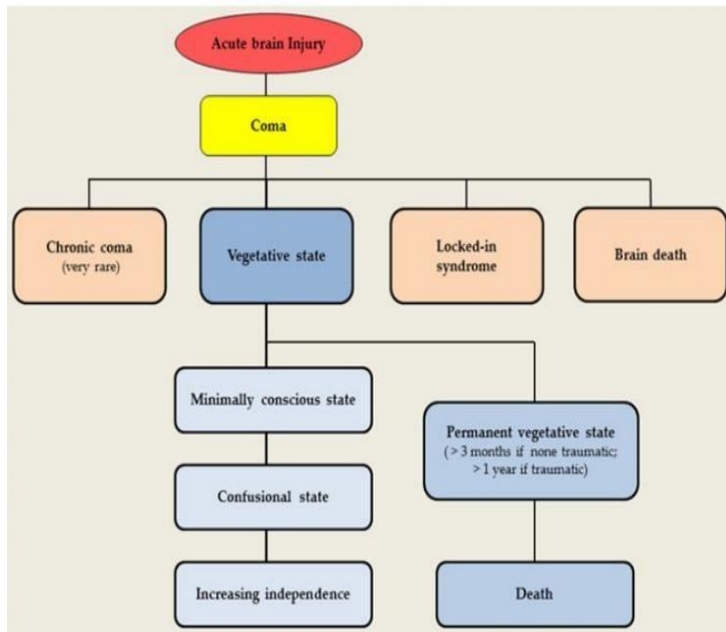 Acute brain Injury
Coma
Chronic coma
(very rare)
Vegetative state
Locked-in
syndrome
Brain death
Minimally conscious state
Permanent vegetative state
( > 3 months if none traumatic;
> 1 year if traumatic)
Confusional state
Increasing independence
Death